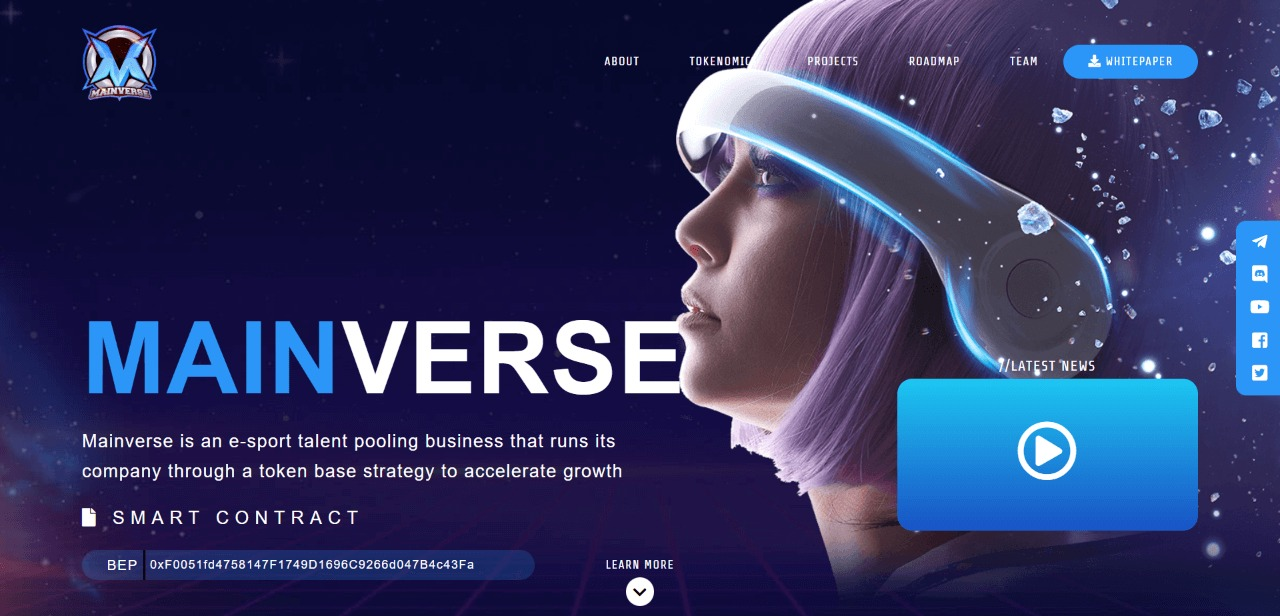 MAINVERSE
ABOUT
TOKENOMIC
PROJECTS
ROADMAP
TEAM
WHITEPAPER
MAINVERSE
//LATEST NEWS
Mainverse is an e-sport talent pooling business that runs its
company through a token base strategy to accelerate growth
SMART CONTRACT
BEP 0xF0051fd4758147F1749D1696C9266d047B4c43Fa
LEARN MORE